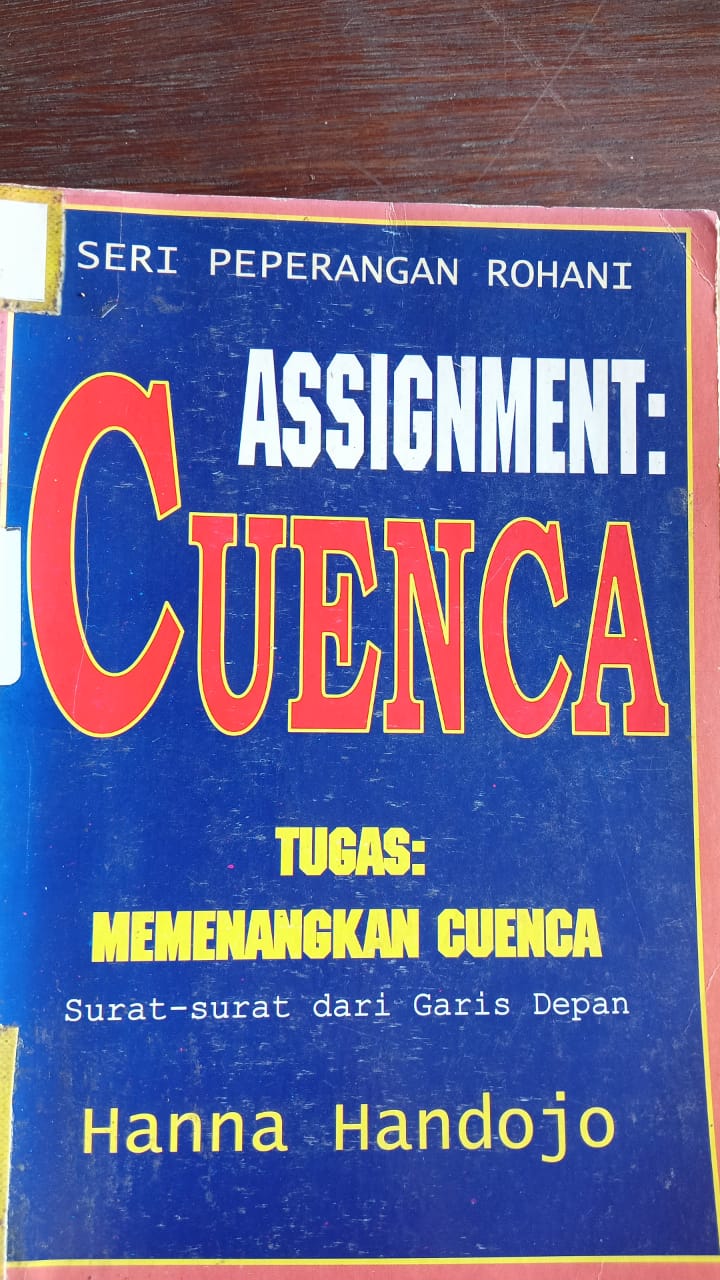 SERI PEPERANGAN ROHANI
ASSIGNMENT:
CUENCA
TUGAS:
MEMENANGKAN CUENCA
Surat-surat dari Garis Depan
Hanna Handojo